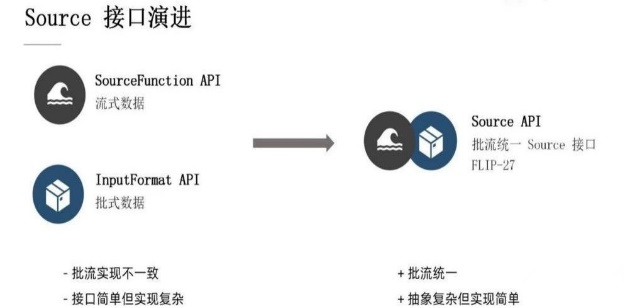 Source 接口演进
SourceFunction API
流式数据
InputFormat API
批式数据
Source API
批流统一 Source 接口
FLIP-27
- 批流实现不一致
- 接口简单但实现复杂
+ 批流统一
+ 抽象复杂但实现简单